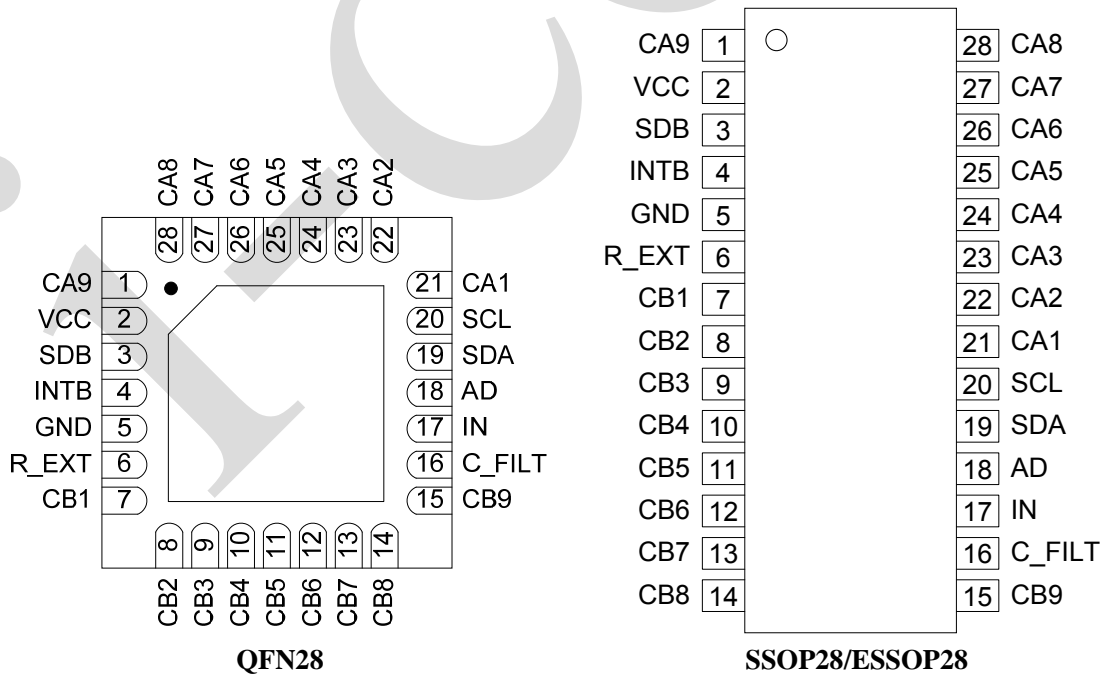 CA8 CA7 CA6 CA5 CA4 CA3 CA2
28 27 26 25 24 23 22
CA9 1
VCC 2
SDB 3
INTB 4
GND 5
R_EXT 6
CB1 7
21 CA1
20 SCL
19 SDA
18 AD
17 IN
16 C_FILT
15 CB9
8 9 10 11 12 13 14
CB2 CB3 CB4 CB5 CB6 CB7 CB8
QFN28
CA9 1
VCC 2
SDB 3
INTB 4
GND 5
R_EXT 6
CB1 7
CB2 8
CB3 9
CB4 10
CB5 11
CB6 12
CB7 13
CB8 14
28 CA8
27 CA7
26 CA6
25 CA5
24 CA4
23 CA3
22 CA2
21 CA1
20 SCL
19 SDA
18 AD
17 IN
16 C_FILT
15 CB9
SSOP28/ESSOP28